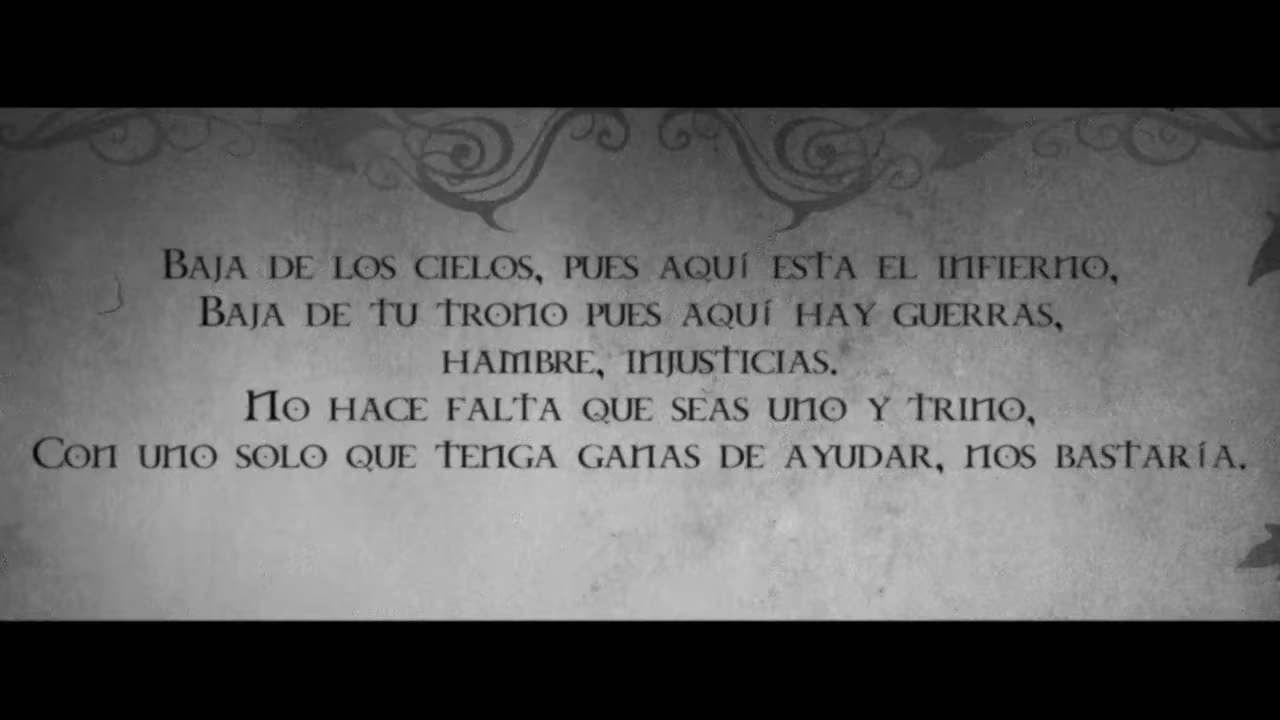 Baja de los cielos, pues aquí esta el infierno,
Baja de tu trono pues aquí hay guerras,
hambre, injusticias.
No hace falta que seas uno y trino,
Con uno solo que tenga ganas de ayudar, nos bastaría.